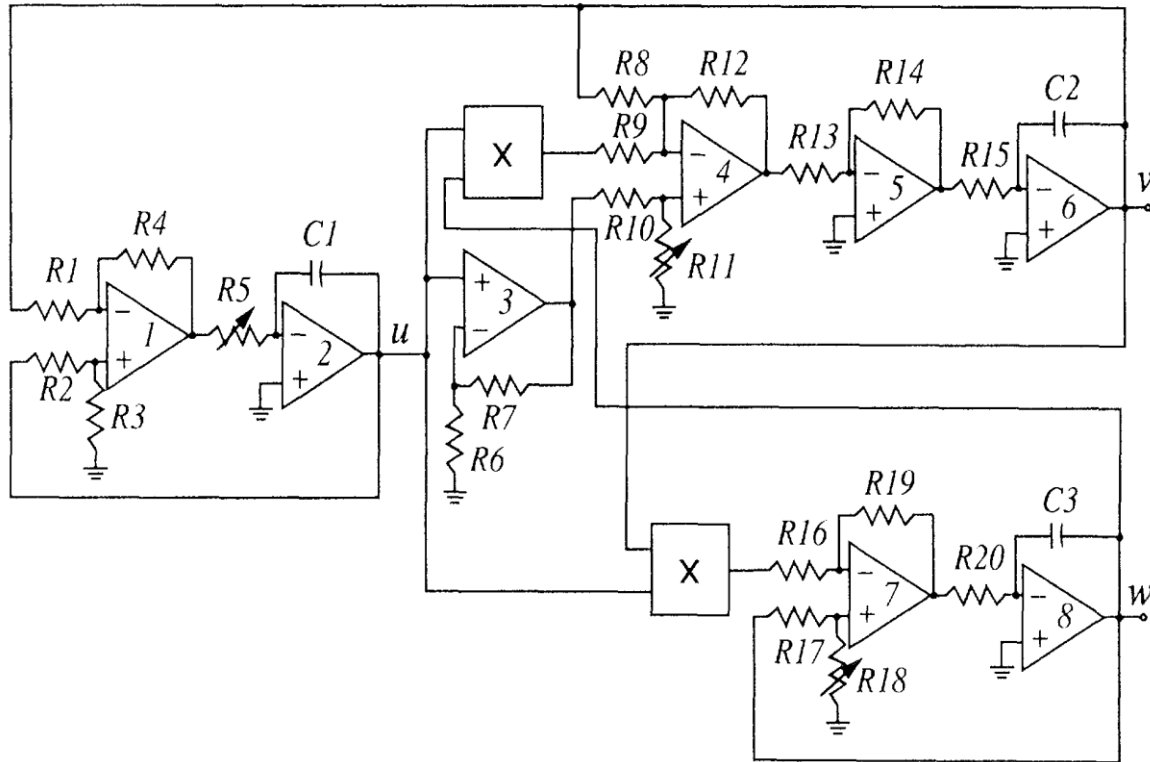 R8
R12
R14
C2
R9
R13
R15
X
−
4
−
5
−
6
v
+
+
+
R10
R11
R4
C1
R1
R5
+
3
−
−
1
−
2
u
+
+
R2
R3
R7
R6
R19
C3
R16
R20
X
−
7
−
8
w
+
+
R17
R18